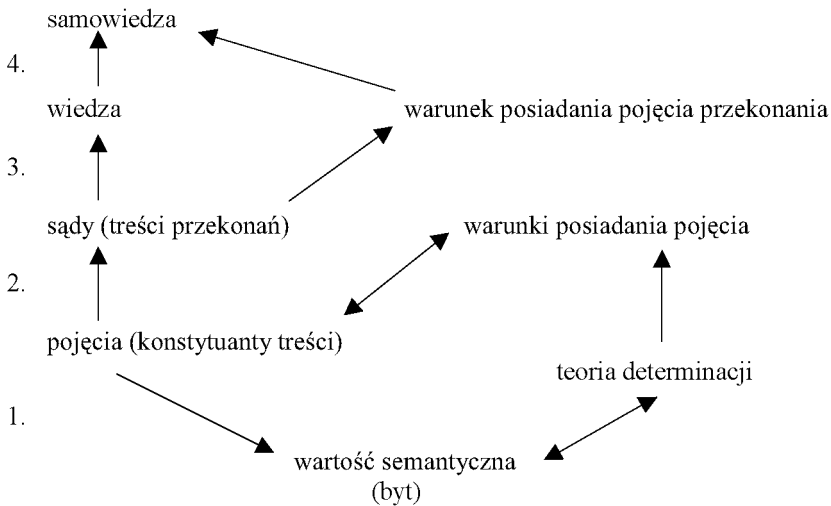 samowiedza
4.
wiedza
warunek posiadania pojęcia przekonania
3.
sądy (treści przekonań)
warunki posiadania pojęcia
2.
pojęcia (konstytuanty treści)
teoria determinacji
1.
wartość semantyczna
(byt)